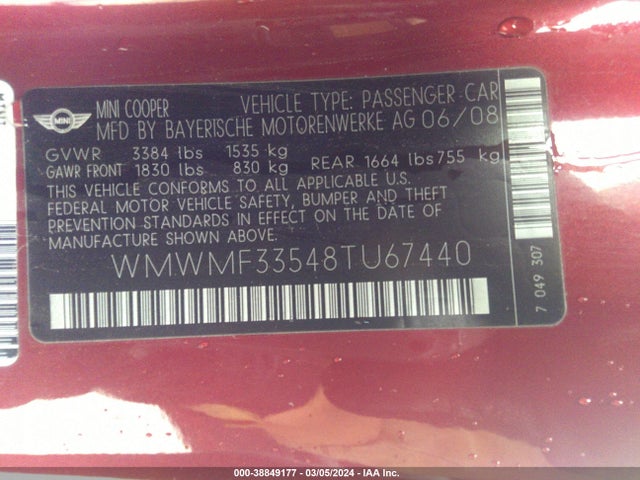 MINI
MINI COOPER VEHICLE TYPE: PASSENGER CAR
MFD BY BAYERISCHE MOTORENWERKE AG 06/08
GVWR 3384 lbs 1535 kg
GAWR FRONT 1830 lbs 830 kg REAR 1664 lbs 755 kg
THIS VEHICLE CONFORMS TO ALL APPLICABLE U.S.
FEDERAL MOTOR VEHICLE SAFETY, BUMPER AND THEFT
PREVENTION STANDARDS IN EFFECT ON THE DATE OF
MANUFACTURE SHOWN ABOVE.
WMWMF33548TU67440
7 049 307
000-38849177 - 03/05/2024 - IAA Inc.